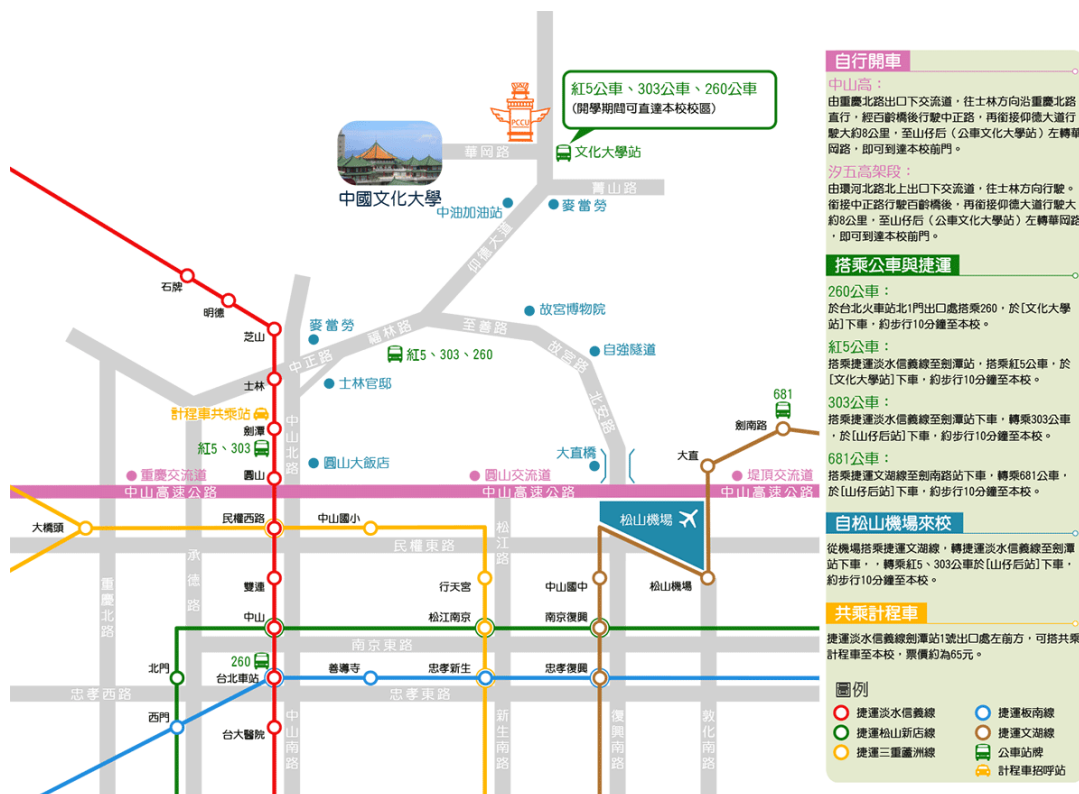 紅5公車、303公車、260公車
(開學期間可直達本校校區)
PCCU
華岡路
文化大學站
菁山路
中國文化大學
中油加油站
麥當勞
仰德大道
石牌
明德
芝山
麥當勞
福林路
至善路
故宮博物院
中正路
紅5、303、260
故宮路
自強隧道
士林
士林官邸
北安路
計程車共乘站
劍潭
紅5、303
中山北路
681
劍南路
大直橋
大直
圓山大飯店
圓山
重慶交流道
圓山交流道
堤頂交流道
中山高速公路
中山高速公路
中山高速公路
大橋頭
民權西路
中山國小
松江路
松山機場
民權東路
承德路
重慶北路
雙連
行天宮
中山國中
松山機場
中山
松江南京
南京復興
南京東路
北門
260
台北車站
善導寺
忠孝新生
忠孝復興
忠孝西路
忠孝東路
西門
台大醫院
中山南路
新生南路
復興南路
敦化南路
自行開車
中山高：
由重慶北路出口下交流道，往士林方向沿重慶北路
直行，經百齡橋後行駛中正路，再銜接仰德大道行
駛大約8公里，至山仔后（公車文化大學站）左轉華
岡路，即可到達本校前門。
汐五高架段：
由環河北路北上出口下交流道，往士林方向行駛。
銜接中正路行駛百齡橋後，再銜接仰德大道行駛大
約8公里，至山仔后（公車文化大學站）左轉華岡路
，即可到達本校前門。
搭乘公車與捷運
260公車：
於台北火車站北1門出口處搭乘260，於[文化大學
站]下車，約步行10分鐘至本校。
紅5公車：
搭乘捷運淡水信義線至劍潭站，搭乘紅5公車，於
[文化大學站]下車，約步行10分鐘至本校。
303公車：
搭乘捷運淡水信義線至劍潭站下車，轉乘303公車
，於[山仔后站]下車，約步行10分鐘至本校。
681公車：
搭乘捷運文湖線至劍南路站下車，轉乘681公車，
於[山仔后站]下車，約步行10分鐘至本校。
自松山機場來校
從機場搭乘捷運文湖線，轉捷運淡水信義線至劍潭
站下車，，轉乘紅5、303公車於[山仔后站]下車，
約步行10分鐘至本校。
共乘計程車
捷運淡水信義線劍潭站1號出口處左前方，可搭共乘
計程車至本校，票價約為65元。
圖例
捷運淡水信義線
捷運板南線
捷運松山新店線
捷運文湖線
捷運三重蘆洲線
公車站牌
計程車招呼站